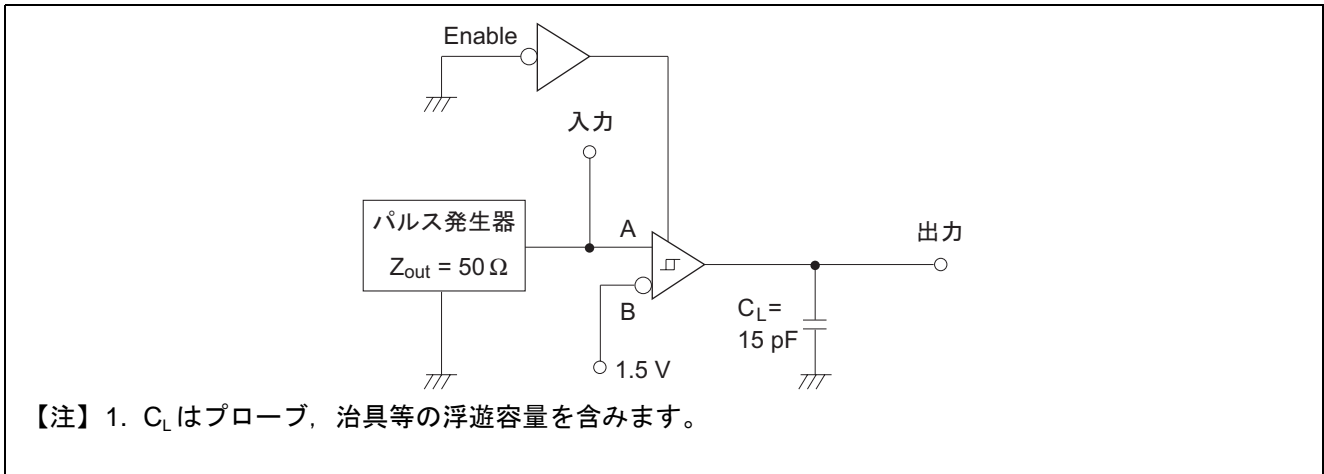 Enable
入力
パルス発生器
Zout = 50 Ω
A
B
1.5 V
出力
CL=
15 pF
【注】1. CLはプローブ，治具等の浮遊容量を含みます。